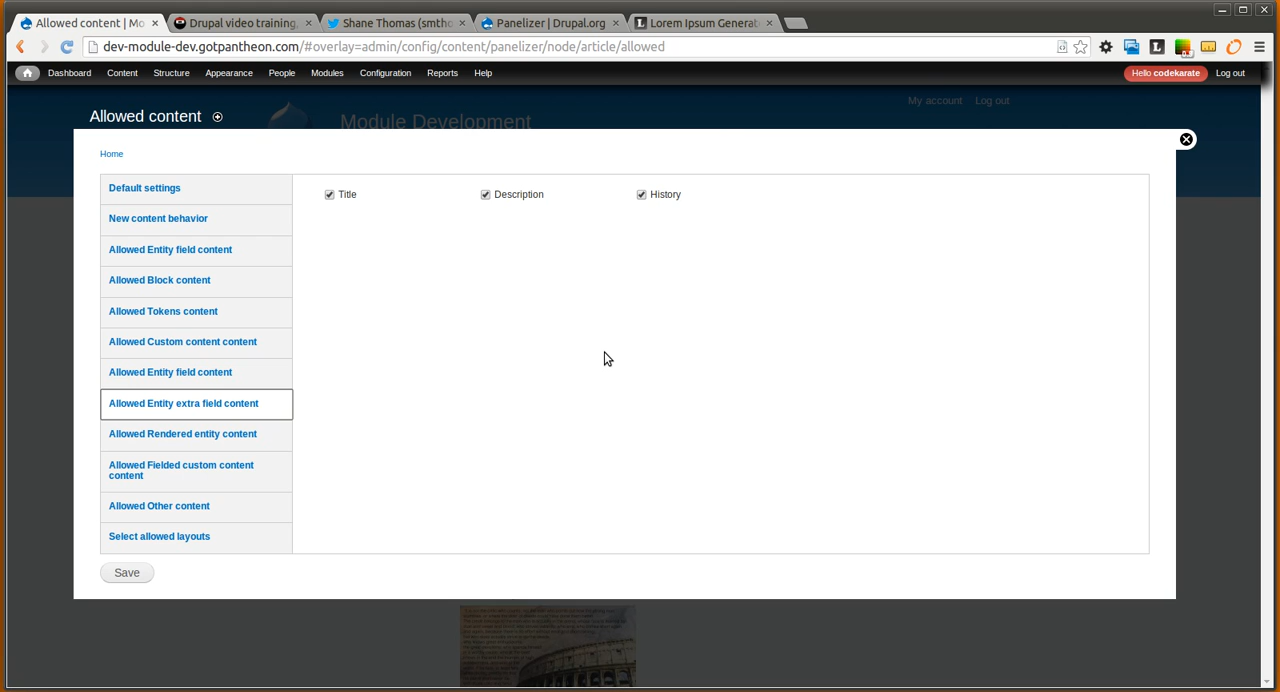 Allowed content | Mo
Drupal video training,
Shane Thomas (smtho
Panelizer | Drupal.org
Lorem Ipsum Generat
dev-module-dev.gotpantheon.com/#overlay=admin/config/content/panelizer/node/article/allowed
Dashboard Content Structure Appearance People Modules Configuration Reports Help
Hello codekarate Log out
My account Log out
Allowed content
Module Development
Home
Default settings
New content behavior
Allowed Entity field content
Allowed Block content
Allowed Tokens content
Allowed Custom content content
Allowed Entity field content
Allowed Entity extra field content
Allowed Rendered entity content
Allowed Fielded custom content
content
Allowed Other content
Select allowed layouts
Title Description History
Save